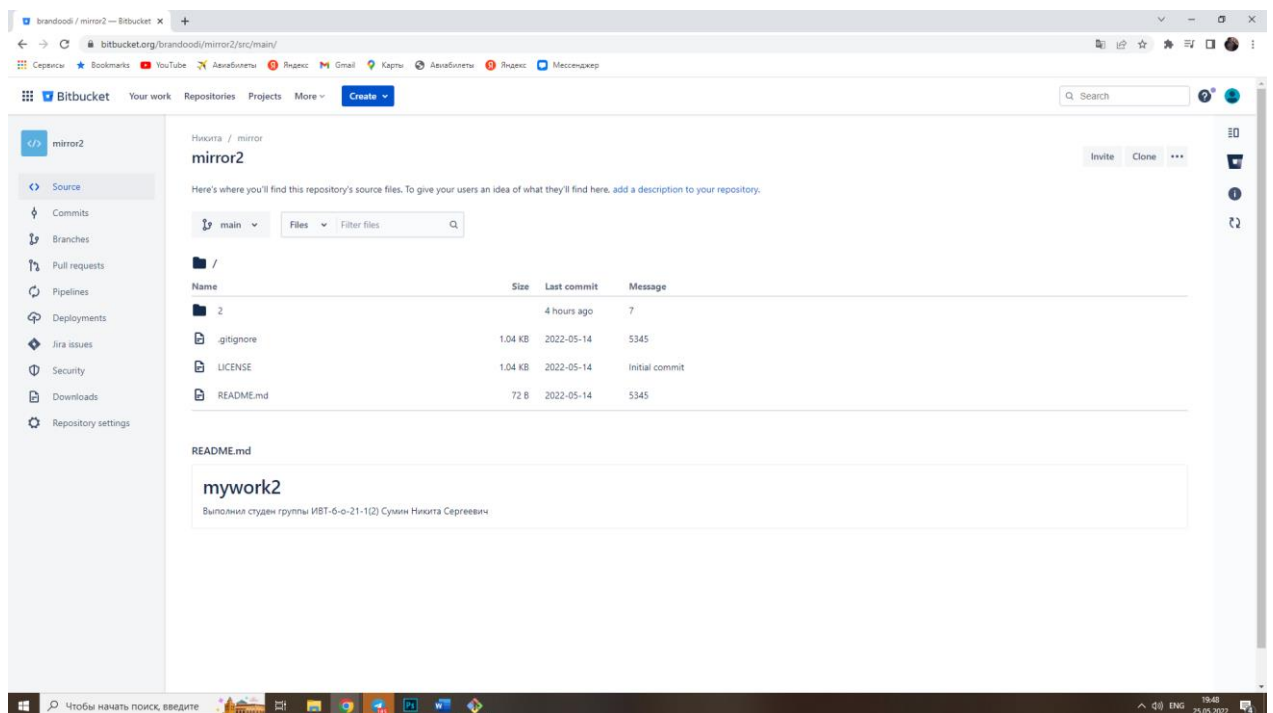 brandoodi / mirror2 — Bitbucket
bitbucket.org/brandoodi/mirror2/src/main/
Сервисы Bookmarks YouTube Авиабилеты Яндекс Gmail Карты Авиабилеты Яндекс Мессенджер
Bitbucket Your work Repositories Projects More Create Search
mirror2
Source
Commits
Branches
Pull requests
Pipelines
Deployments
Jira issues
Security
Downloads
Repository settings
Никита / mirror
mirror2
Invite Clone
Here's where you'll find this repository's source files. To give your users an idea of what they'll find here, add a description to your repository.
main Files Filter files
/
Name Size Last commit Message
2 4 hours ago 7
.gitignore 1.04 KB 2022-05-14 5345
LICENSE 1.04 KB 2022-05-14 Initial commit
README.md 72 B 2022-05-14 5345
README.md
mywork2
Выполнил студен группы ИВТ-б-о-21-1(2) Сумин Никита Сергеевич
Чтобы начать поиск, введите
ENG 19:48
25.05.2022